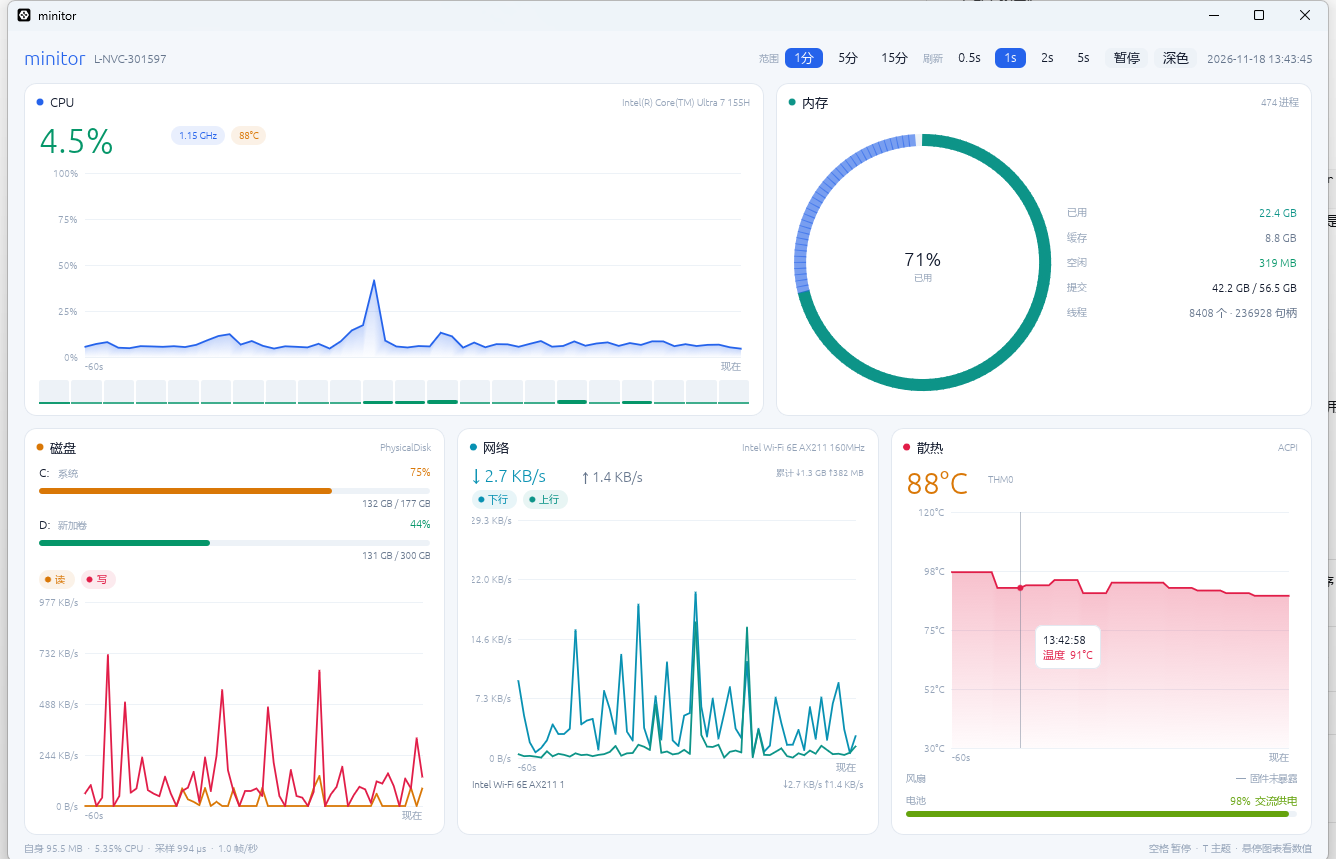 minitor
minitor L-NVC-301597 范围 1分 5分 15分 刷新 0.5s 1s 2s 5s 暂停 深色 2026-11-18 13:43:45
CPU Intel(R) Core(TM) Ultra 7 155H
4.5% 1.15 GHz 88°C
100%
75%
50%
25%
0%
-60s 现在
内存 474 进程
71%
已用
已用 22.4 GB
缓存 8.8 GB
空闲 319 MB
提交 42.2 GB / 56.5 GB
线程 8408 个 · 236928 句柄
磁盘 PhysicalDisk
C: 系统 75%
132 GB / 177 GB
D: 新加卷 44%
131 GB / 300 GB
读 写
977 KB/s
732 KB/s
488 KB/s
244 KB/s
0 B/s
-60s 现在
网络 Intel Wi-Fi 6E AX211 160MHz
↓ 2.7 KB/s ↑ 1.4 KB/s 累计 ↓1.3 GB ↑382 MB
下行 上行
29.3 KB/s
22.0 KB/s
14.6 KB/s
7.3 KB/s
0 B/s
-60s 现在
Intel Wi-Fi 6E AX211 1 ↓2.7 KB/s ↑1.4 KB/s
散热 ACPI
88°C THM0
120°C
98°C
75°C
52°C
30°C
13:42:58
温度 91°C
-60s 现在
风扇 — 固件未暴露
电池 98% 交流供电
自身 95.5 MB · 5.35% CPU · 采样 994 µs · 1.0 帧/秒 空格 暂停 · T 主题 · 悬停图表看数值